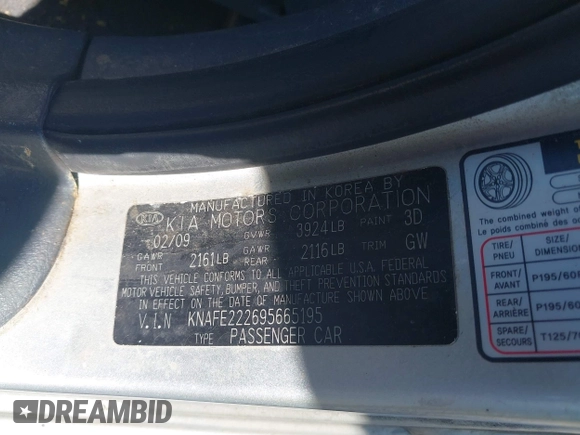 MANUFACTURED IN KOREA BY
KIA KIA MOTORS CORPORATION
02/09 GVWR 3924LB PAINT 3D
GAWR FRONT 2161LB GAWR REAR 2116LB TRIM GW
THIS VEHICLE CONFORMS TO ALL APPLICABLE U.S.A. FEDERAL
MOTOR VEHICLE SAFETY, BUMPER, AND THEFT PREVENTION STANDARDS
IN EFFECT ON THE DATE OF MANUFACTURE SHOWN ABOVE
V.I.N KNAFE222695665195
TYPE PASSENGER CAR
The combined weight of
Le poids combiné des
TIRE/ PNEU SIZE/ DIMENSION
FRONT/ AVANT P195/60
REAR/ ARRIÈRE P195/60
SPARE/ SECOURS T125/70
DREAMBID